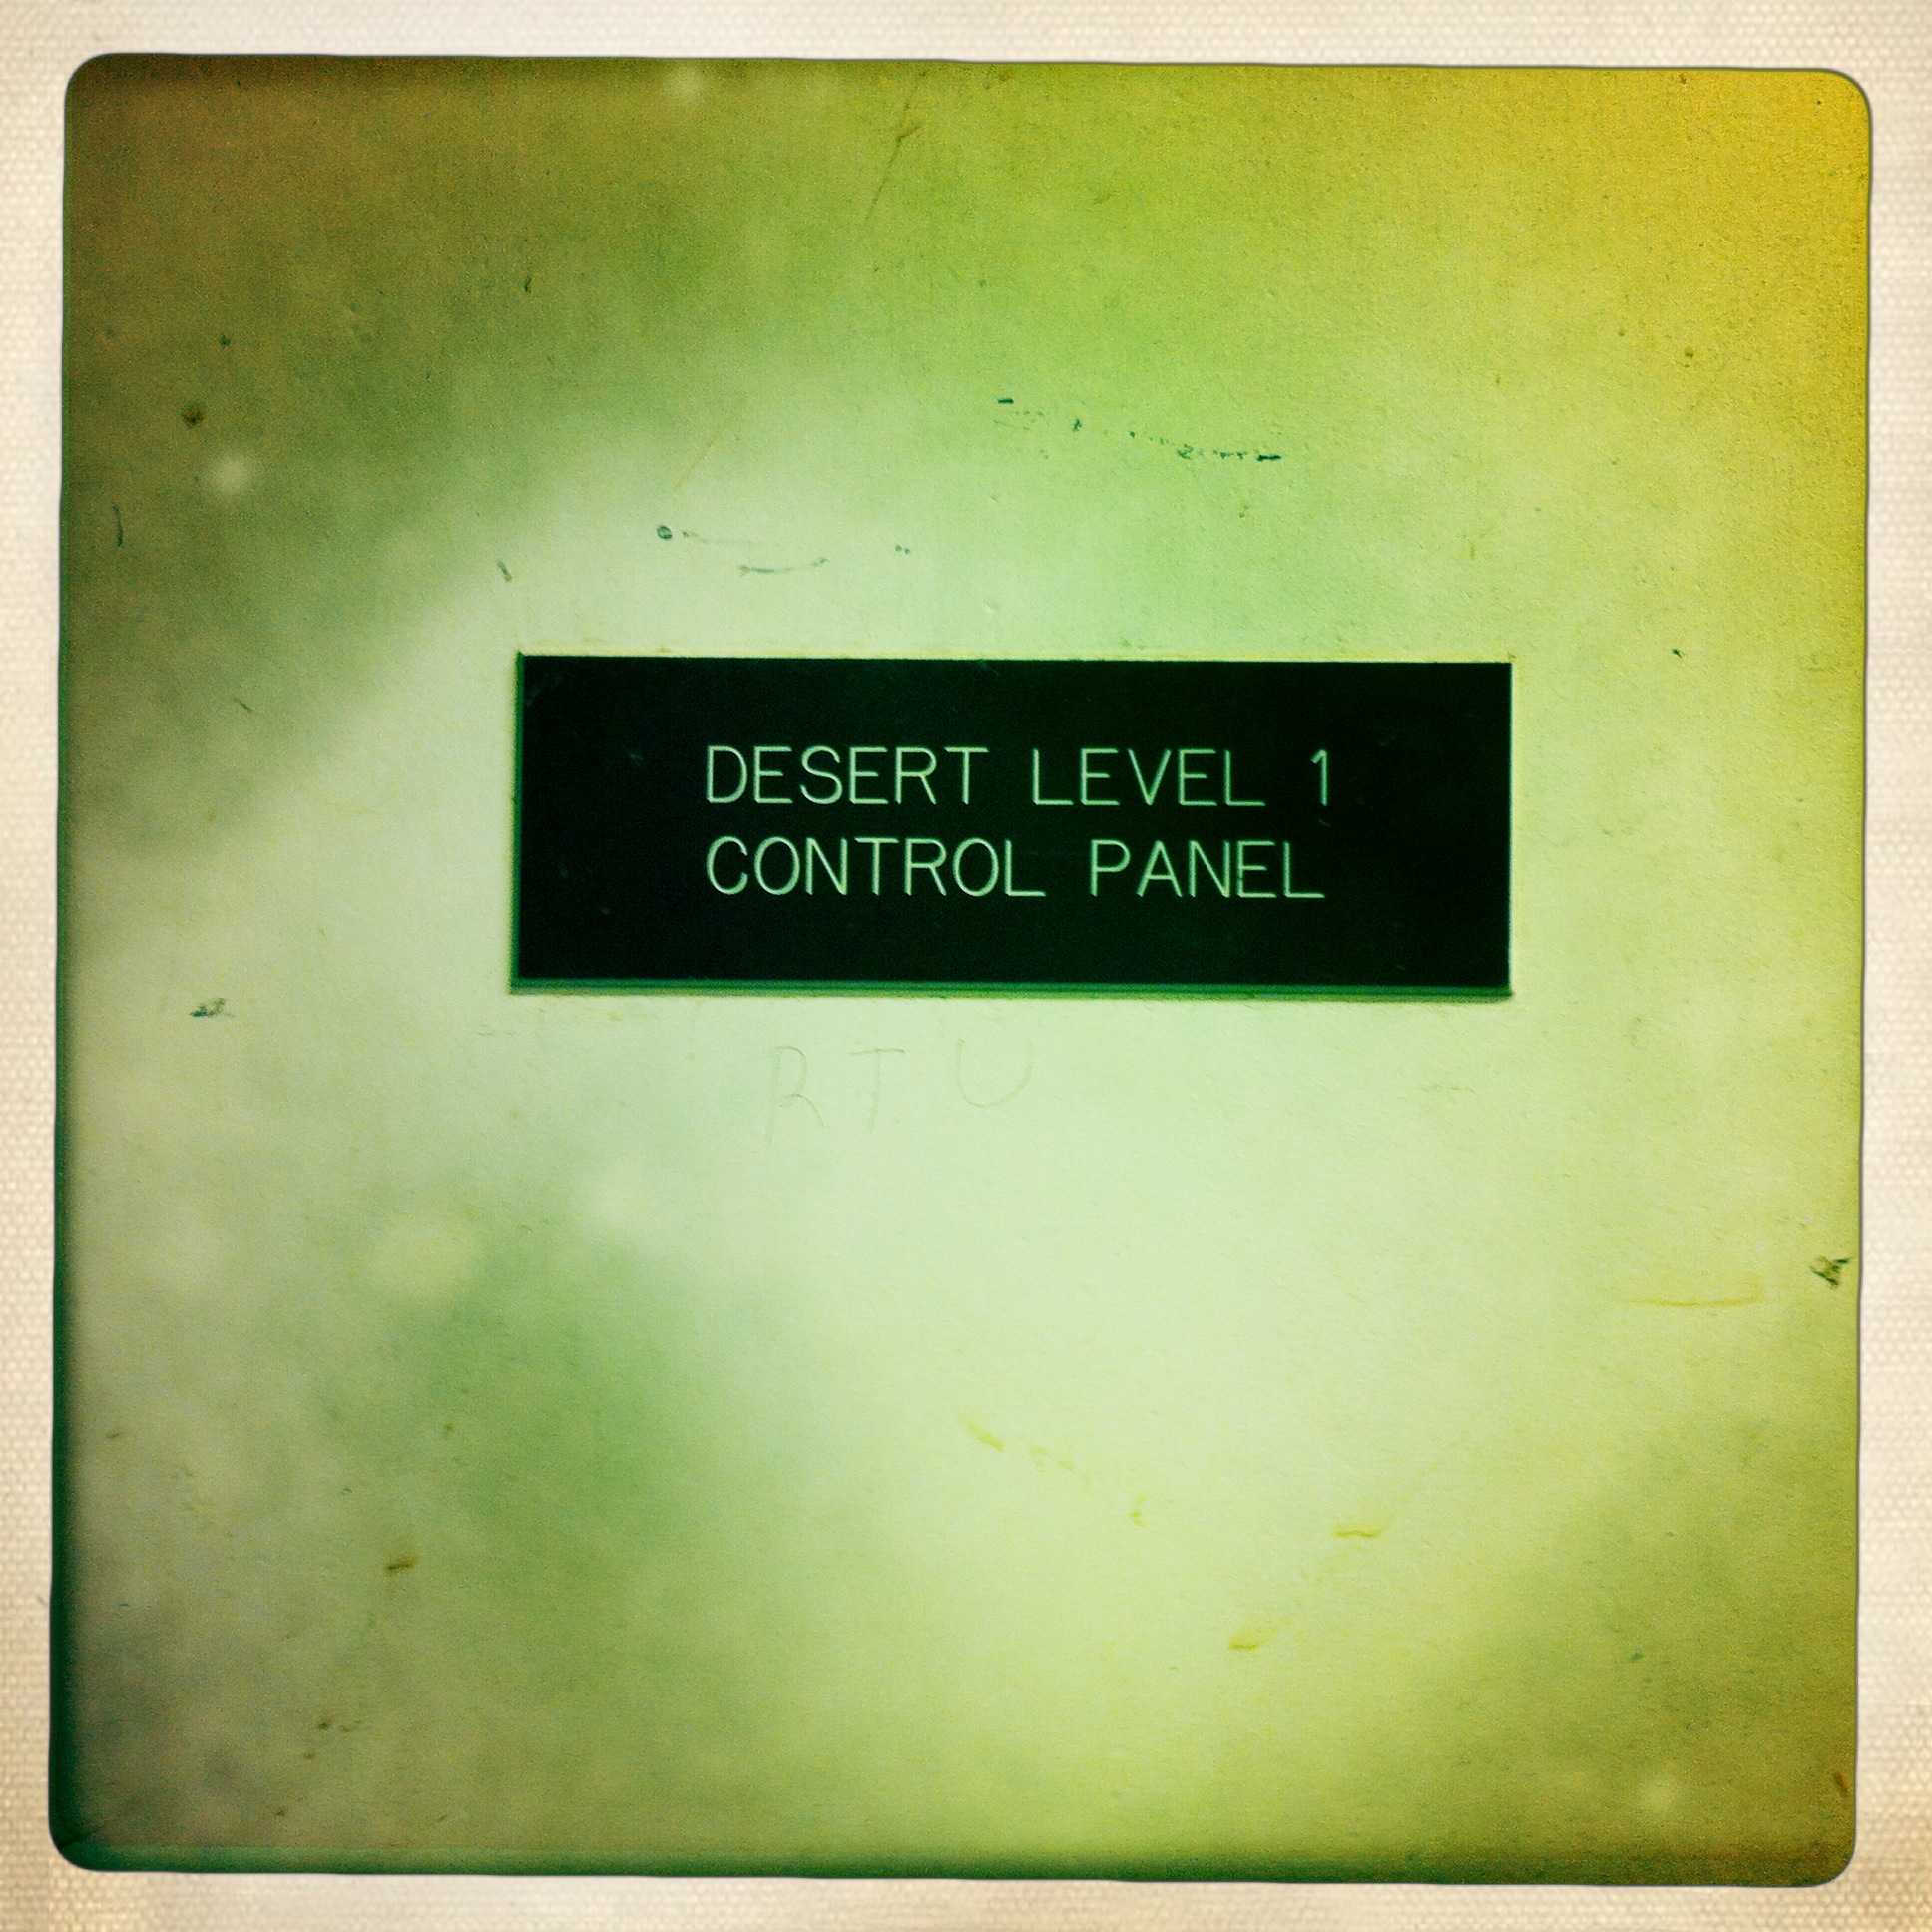 DESERT LEVEL 1
CONTROL PANEL
RTU